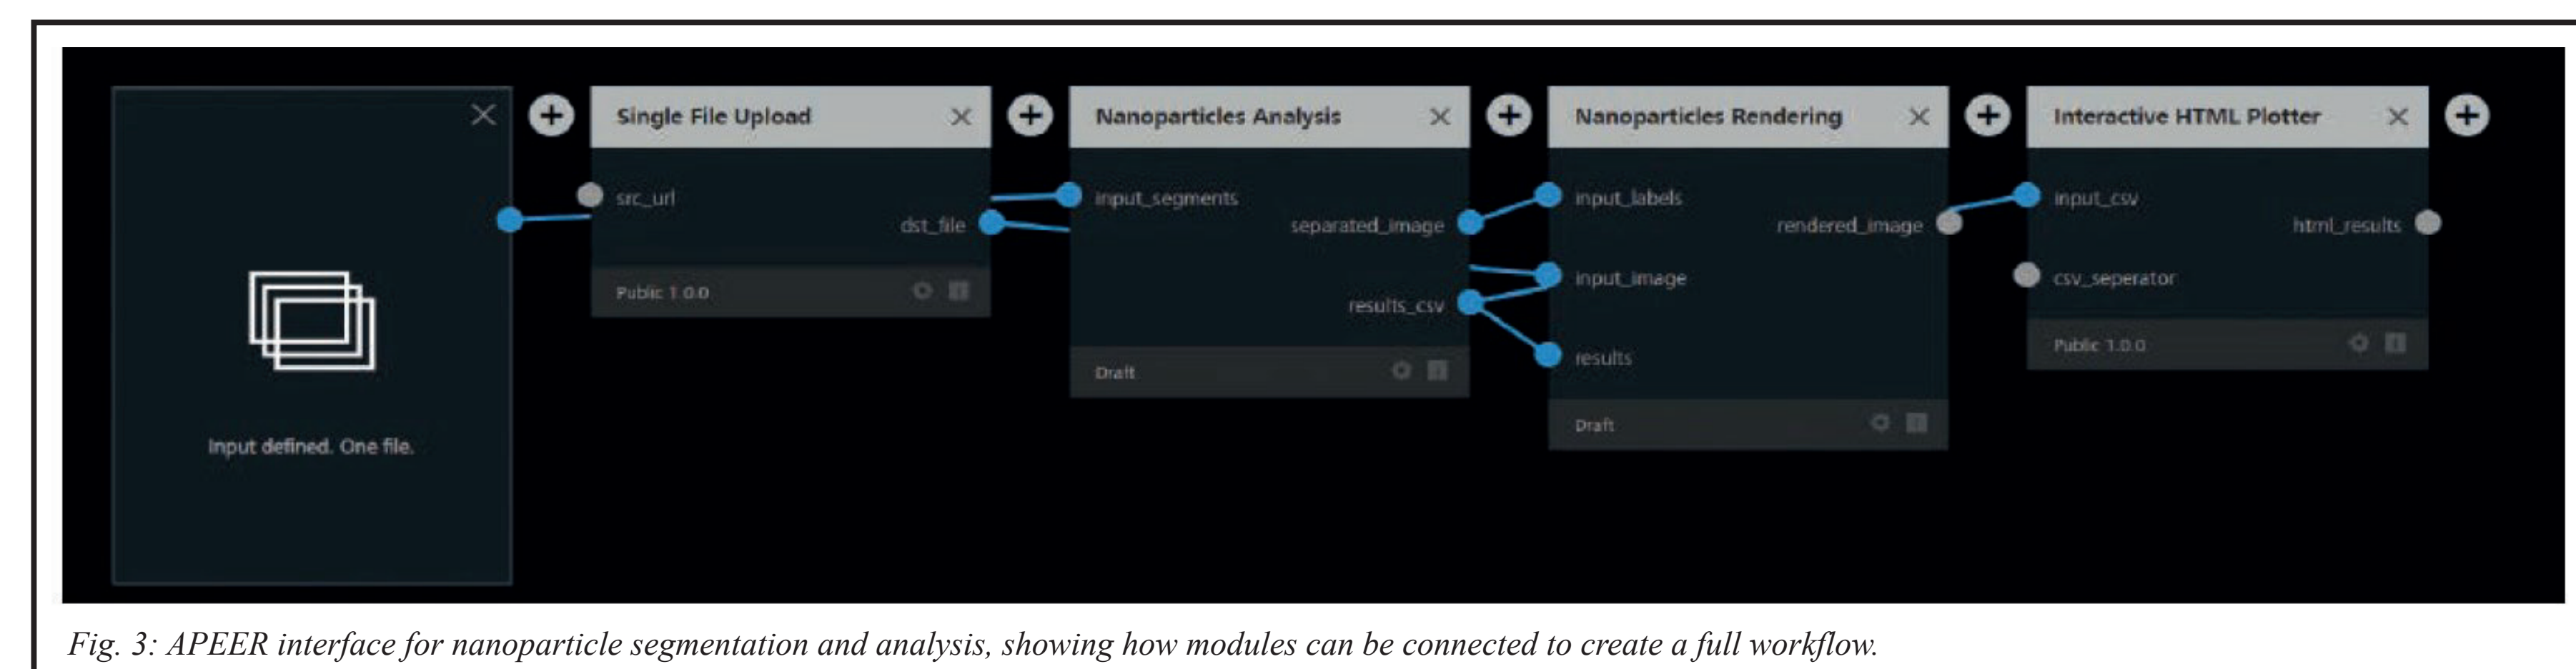 Input defined. One file.
Single File Upload
src_url
dst_file
Public 1.0.0
Nanoparticles Analysis
input_segments
separated_image
results_csv
Draft
Nanoparticles Rendering
input_labels
rendered_image
input_image
results
Draft
Interactive HTML Plotter
input_csv
html_results
csv_seperator
Public 1.0.0
Fig. 3: APEER interface for nanoparticle segmentation and analysis, showing how modules can be connected to create a full workflow.